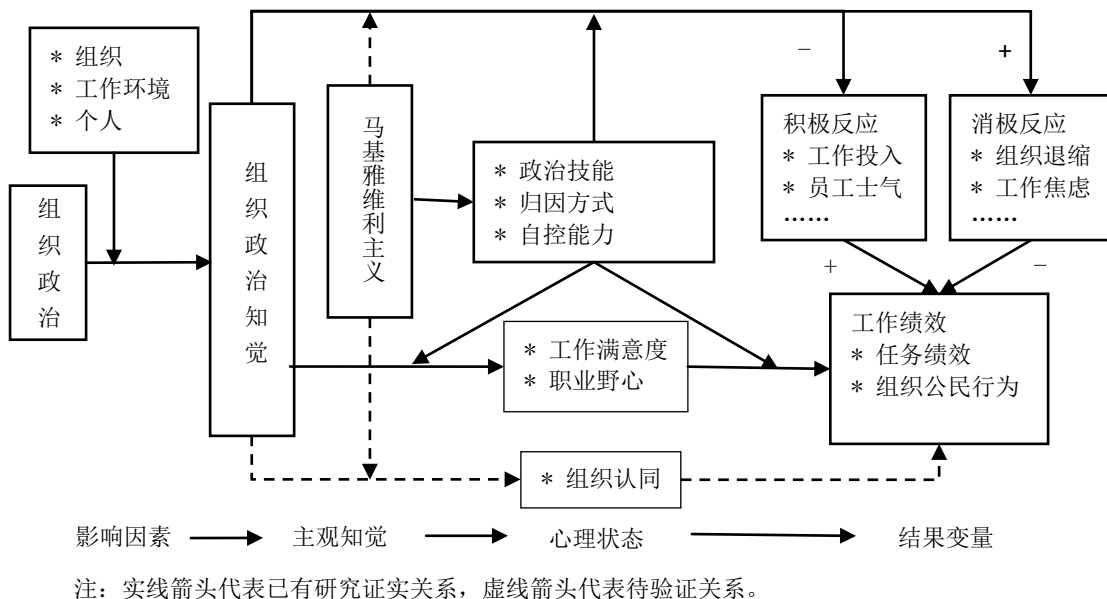 * 组织
* 工作环境
* 个人
组织政治
组织政治知觉
马基雅维利主义
* 政治技能
* 归因方式
* 自控能力
−
+
积极反应
* 工作投入
* 员工士气
……
消极反应
* 组织退缩
* 工作焦虑
……
+
−
* 工作满意度
* 职业野心
工作绩效
* 任务绩效
* 组织公民行为
* 组织认同
影响因素 主观知觉 心理状态 结果变量
注：实线箭头代表已有研究证实关系，虚线箭头代表待验证关系。